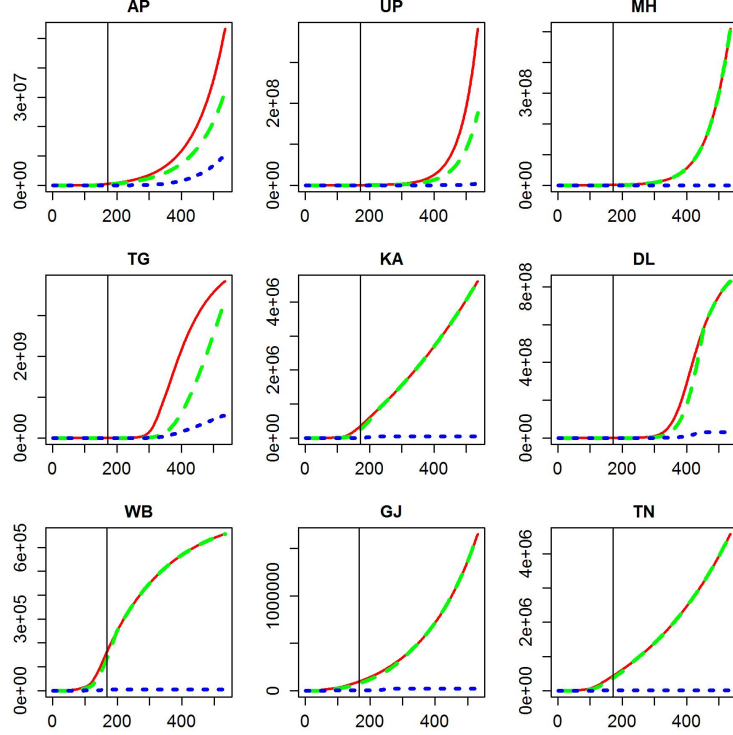 AP
UP
MH
0e+00 3e+07
0e+00 2e+08
0e+00 3e+08
0 200 400
0 200 400
0 200 400
TG
KA
DL
0e+00 2e+09
0e+00 2e+06 4e+06
0e+00 4e+08 8e+08
0 200 400
0 200 400
0 200 400
WB
GJ
TN
0e+00 3e+05 6e+05
0 1000000
0e+00 2e+06 4e+06
0 200 400
0 200 400
0 200 400